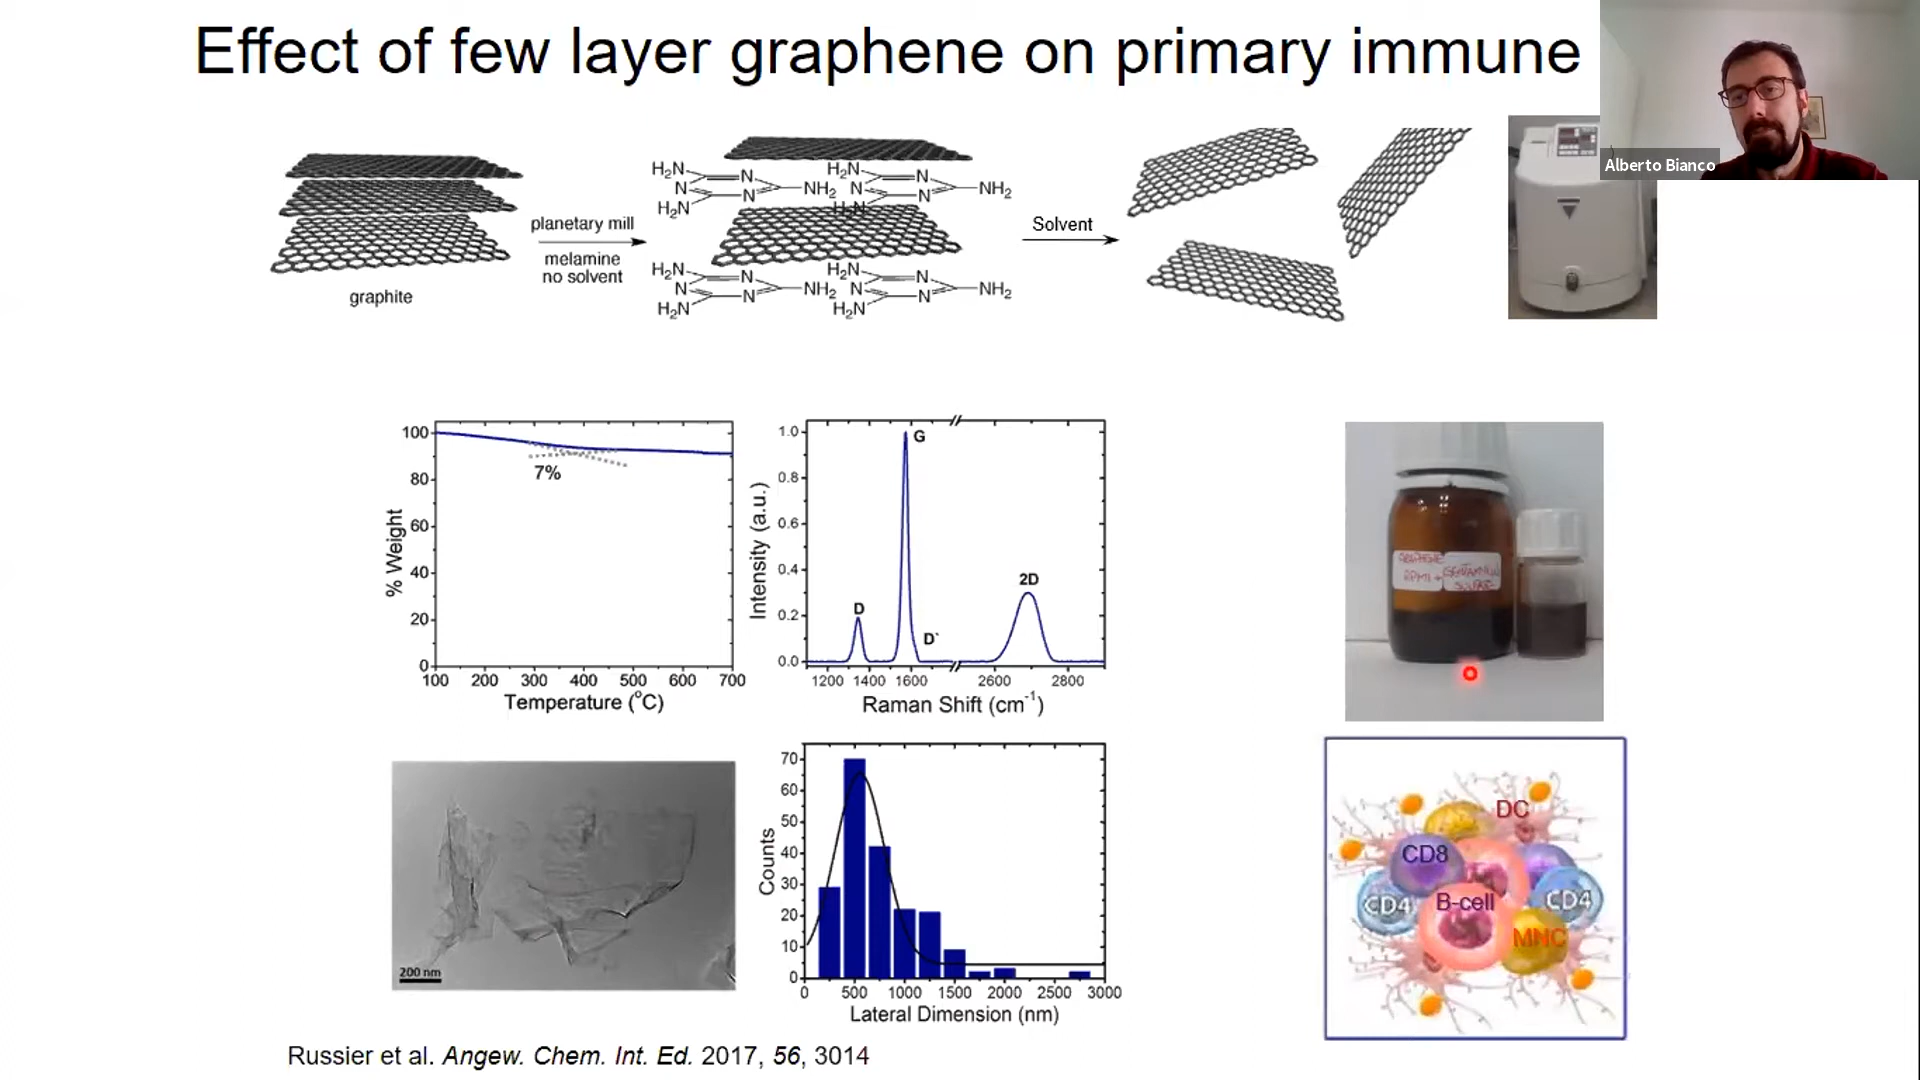 Effect of few layer graphene on primary immune
Alberto Bianco
graphite
planetary mill
melamine
no solvent
H₂N
N
N
N
NH₂
H₂N
H₂N
N
N
N
NH₂
H₂N
H₂N
N
N
N
NH₂
H₂N
H₂N
N
N
N
NH₂
H₂N
Solvent
% Weight
100
80
60
40
20
0
7%
100 200 300 400 500 600 700
Temperature (°C)
Intensity (a.u.)
1.0
0.8
0.6
0.4
0.2
0.0
G
D
D`
2D
1200 1400 1600 2600 2800
Raman Shift (cm⁻¹)
GRAPHENE
200 nm
Counts
70
60
50
40
30
20
10
0
0 500 1000 1500 2000 2500 3000
Lateral Dimension (nm)
DC
CD8
CD4
B-cell
CD4
MNC
Russier et al. Angew. Chem. Int. Ed. 2017, 56, 3014